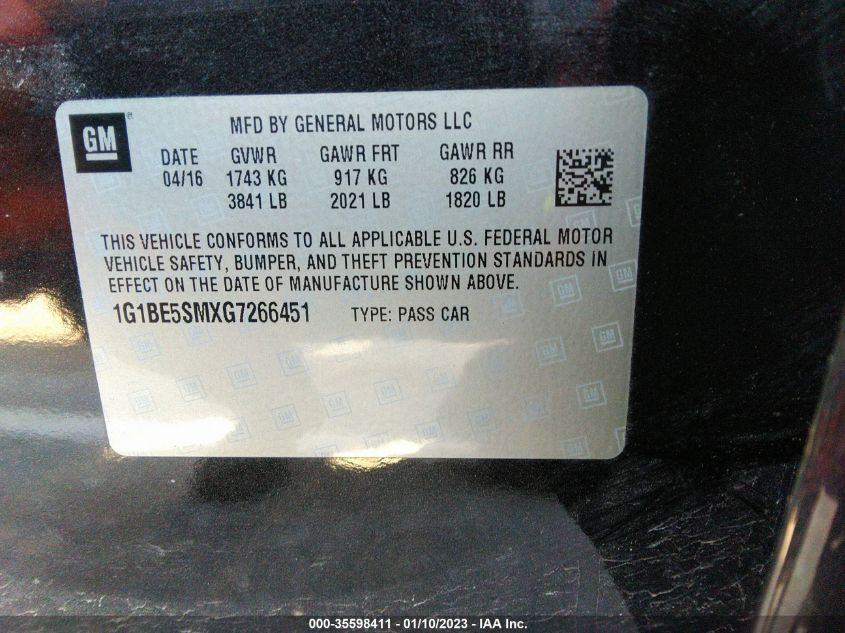 GM
MFD BY GENERAL MOTORS LLC
DATE GVWR GAWR FRT GAWR RR
04/16 1743 KG 917 KG 826 KG
3841 LB 2021 LB 1820 LB
THIS VEHICLE CONFORMS TO ALL APPLICABLE U.S. FEDERAL MOTOR
VEHICLE SAFETY, BUMPER, AND THEFT PREVENTION STANDARDS IN
EFFECT ON THE DATE OF MANUFACTURE SHOWN ABOVE.
1G1BE5SMXG7266451 TYPE: PASS CAR
000-35598411 - 01/10/2023 - IAA Inc.